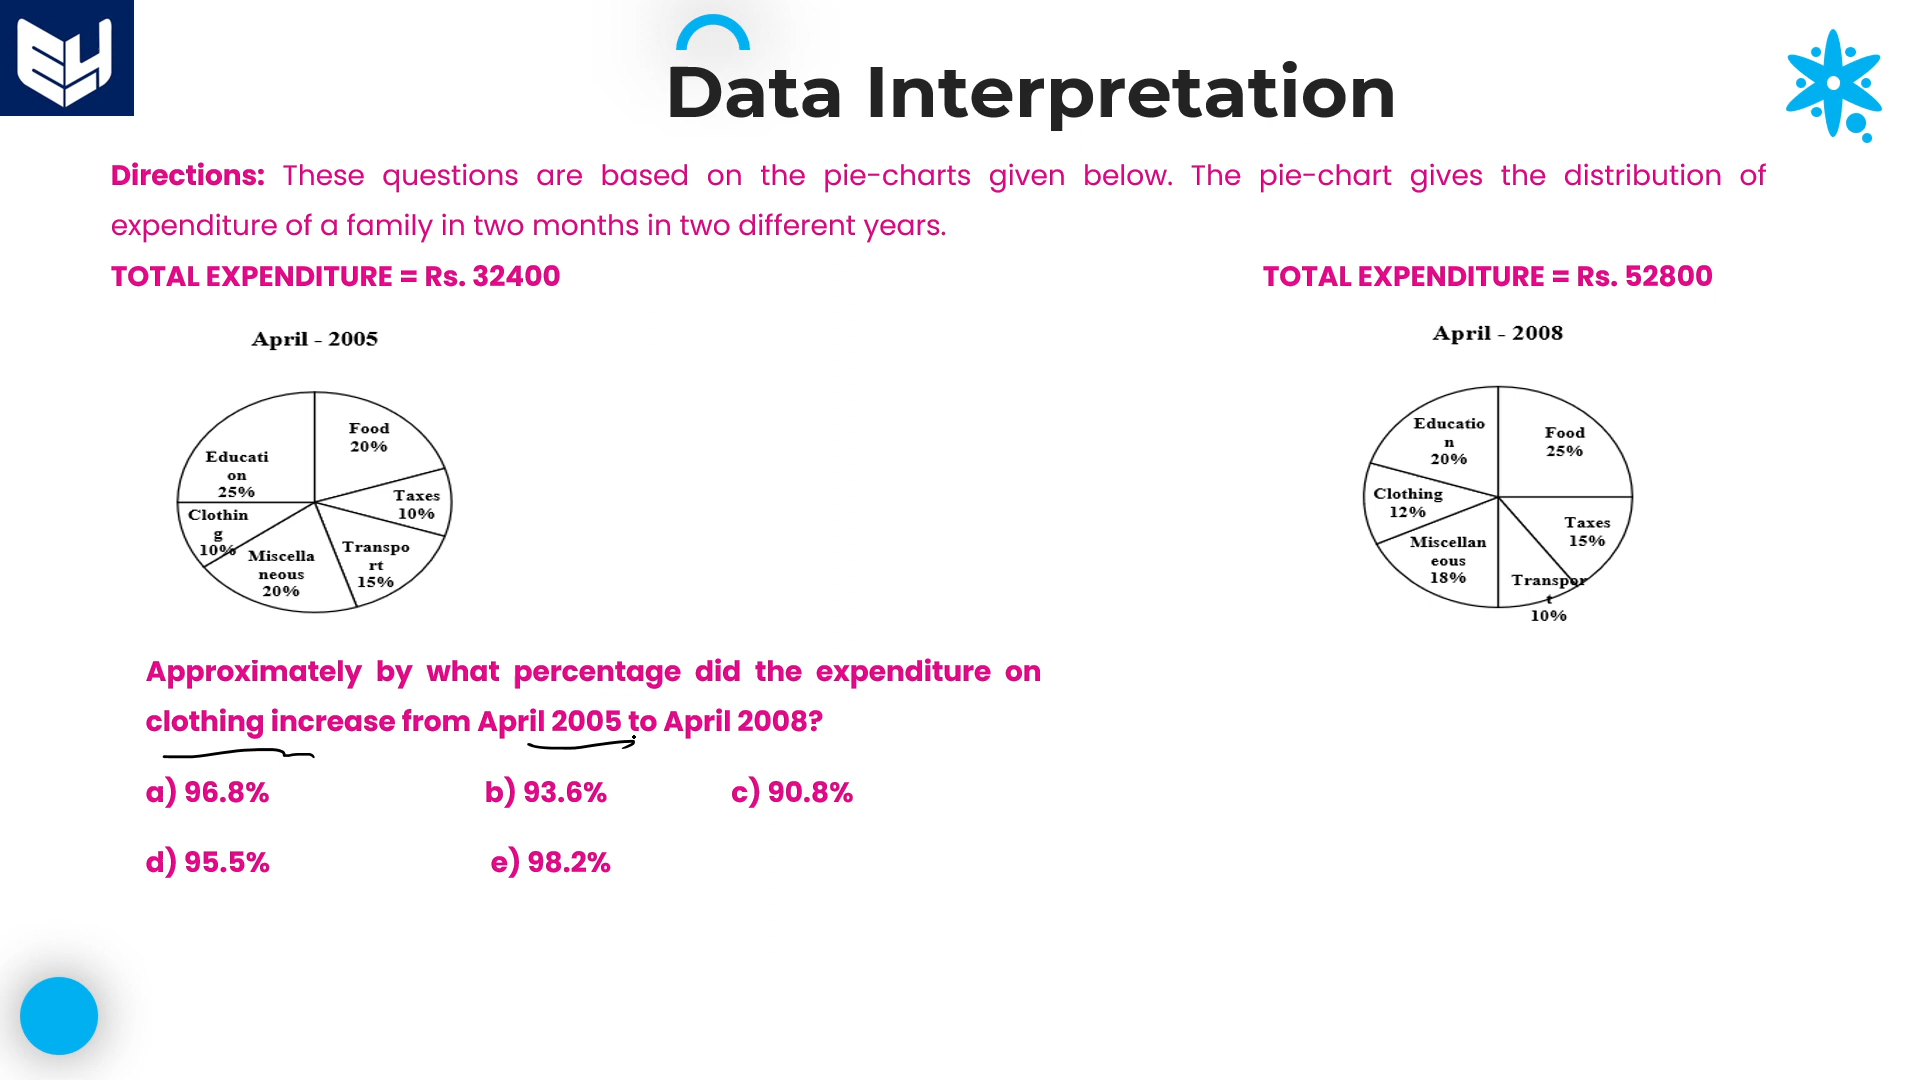 Data Interpretation
Directions: These questions are based on the pie-charts given below. The pie-chart gives the distribution of
expenditure of a family in two months in two different years.
TOTAL EXPENDITURE = Rs. 32400
TOTAL EXPENDITURE = Rs. 52800
April - 2005
Food
20%
Taxes
10%
Transpo
rt
15%
Miscella
neous
20%
Clothin
g
10%
Educati
on
25%
April - 2008
Food
25%
Taxes
15%
Transpor
t
10%
Miscellan
eous
18%
Clothing
12%
Educatio
n
20%
Approximately by what percentage did the expenditure on
clothing increase from April 2005 to April 2008?
a) 96.8% b) 93.6% c) 90.8%
d) 95.5% e) 98.2%